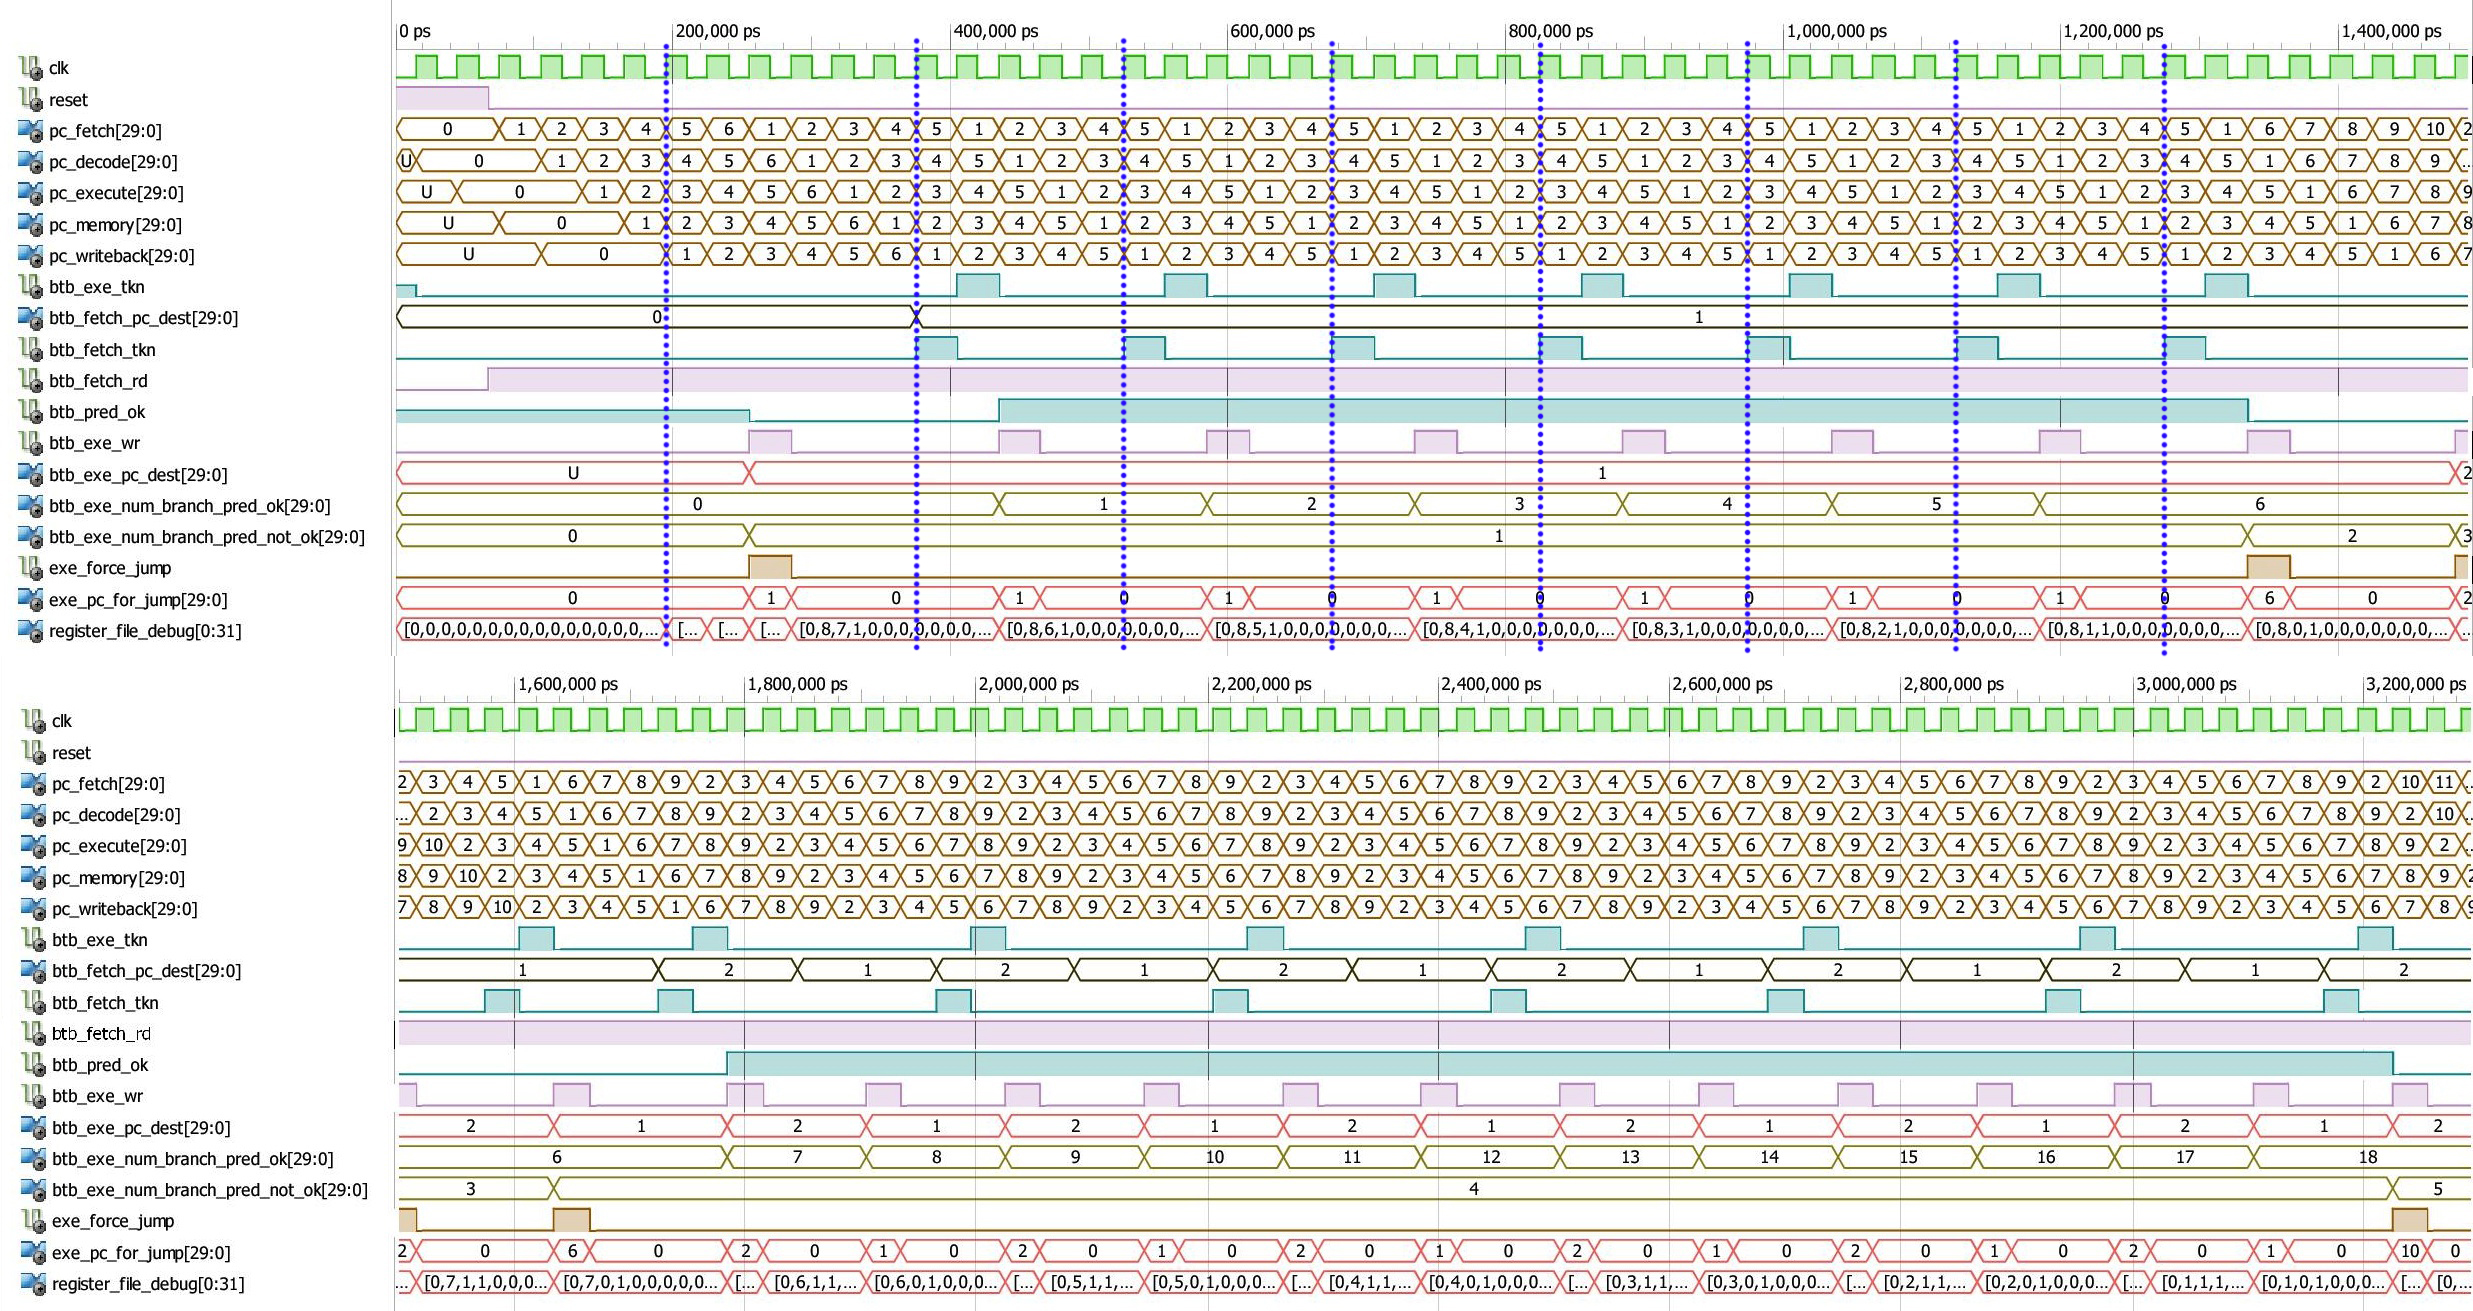 0 ps 200,000 ps 400,000 ps 600,000 ps 800,000 ps 1,000,000 ps 1,200,000 ps 1,400,000 ps
clk
reset
pc_fetch[29:0] 0 1 2 3 4 5 6 1 2 3 4 5 1 2 3 4 5 1 2 3 4 5 1 2 3 4 5 1 2 3 4 5 1 2 3 4 5 1 2 3 4 5 1 6 7 8 9 10 2
pc_decode[29:0] U 0 1 2 3 4 5 6 1 2 3 4 5 1 2 3 4 5 1 2 3 4 5 1 2 3 4 5 1 2 3 4 5 1 2 3 4 5 1 2 3 4 5 1 6 7 8 9 ...
pc_execute[29:0] U 0 1 2 3 4 5 6 1 2 3 4 5 1 2 3 4 5 1 2 3 4 5 1 2 3 4 5 1 2 3 4 5 1 2 3 4 5 1 2 3 4 5 1 6 7 8 9
pc_memory[29:0] U 0 1 2 3 4 5 6 1 2 3 4 5 1 2 3 4 5 1 2 3 4 5 1 2 3 4 5 1 2 3 4 5 1 2 3 4 5 1 2 3 4 5 1 6 7 8
pc_writeback[29:0] U 0 1 2 3 4 5 6 1 2 3 4 5 1 2 3 4 5 1 2 3 4 5 1 2 3 4 5 1 2 3 4 5 1 2 3 4 5 1 2 3 4 5 1 6 7
btb_exe_tkn
btb_fetch_pc_dest[29:0] 0 1
btb_fetch_tkn
btb_fetch_rd
btb_pred_ok
btb_exe_wr
btb_exe_pc_dest[29:0] U 1 2
btb_exe_num_branch_pred_ok[29:0] 0 1 2 3 4 5 6
btb_exe_num_branch_pred_not_ok[29:0] 0 1 2 3
exe_force_jump
exe_pc_for_jump[29:0] 0 1 0 1 0 1 0 1 0 1 0 1 0 1 0 6 0 2
register_file_debug[0:31] [0,0,0,0,0,0,0,0,0,0,0,0,0,0,0,... [... [... [... [0,8,7,1,0,0,0,0,0,0,... [0,8,6,1,0,0,0,0,0,0,... [0,8,5,1,0,0,0,0,0,0,... [0,8,4,1,0,0,0,0,0,0,... [0,8,3,1,0,0,0,0,0,0,... [0,8,2,1,0,0,0,0,0,0,... [0,8,1,1,0,0,0,0,0,0,... [0,8,0,1,0,0,0,0,0,0,... ...
1,600,000 ps 1,800,000 ps 2,000,000 ps 2,200,000 ps 2,400,000 ps 2,600,000 ps 2,800,000 ps 3,000,000 ps 3,200,000 ps
clk
reset
pc_fetch[29:0] 2 3 4 5 1 6 7 8 9 2 3 4 5 6 7 8 9 2 3 4 5 6 7 8 9 2 3 4 5 6 7 8 9 2 3 4 5 6 7 8 9 2 3 4 5 6 7 8 9 2 3 4 5 6 7 8 9 2 10 11 ...
pc_decode[29:0] ... 2 3 4 5 1 6 7 8 9 2 3 4 5 6 7 8 9 2 3 4 5 6 7 8 9 2 3 4 5 6 7 8 9 2 3 4 5 6 7 8 9 2 3 4 5 6 7 8 9 2 3 4 5 6 7 8 9 2 10 ...
pc_execute[29:0] 9 10 2 3 4 5 1 6 7 8 9 2 3 4 5 6 7 8 9 2 3 4 5 6 7 8 9 2 3 4 5 6 7 8 9 2 3 4 5 6 7 8 9 2 3 4 5 6 7 8 9 2 3 4 5 6 7 8 9 2 ...
pc_memory[29:0] 8 9 10 2 3 4 5 1 6 7 8 9 2 3 4 5 6 7 8 9 2 3 4 5 6 7 8 9 2 3 4 5 6 7 8 9 2 3 4 5 6 7 8 9 2 3 4 5 6 7 8 9 2 3 4 5 6 7 8 9 2
pc_writeback[29:0] 7 8 9 10 2 3 4 5 1 6 7 8 9 2 3 4 5 6 7 8 9 2 3 4 5 6 7 8 9 2 3 4 5 6 7 8 9 2 3 4 5 6 7 8 9 2 3 4 5 6 7 8 9 2 3 4 5 6 7 8 9
btb_exe_tkn
btb_fetch_pc_dest[29:0] 1 2 1 2 1 2 1 2 1 2 1 2 1 2
btb_fetch_tkn
btb_fetch_rd
btb_pred_ok
btb_exe_wr
btb_exe_pc_dest[29:0] 2 1 2 1 2 1 2 1 2 1 2 1 2 1 2
btb_exe_num_branch_pred_ok[29:0] 6 7 8 9 10 11 12 13 14 15 16 17 18
btb_exe_num_branch_pred_not_ok[29:0] 3 4 5
exe_force_jump
exe_pc_for_jump[29:0] 2 0 6 0 2 0 1 0 2 0 1 0 2 0 1 0 2 0 1 0 2 0 1 0 2 0 1 0 10 0
register_file_debug[0:31] ... [0,7,1,1,0,0,0... [0,7,0,1,0,0,0,0,0... [... [0,6,1,1,... [0,6,0,1,0,0,0... [... [0,5,1,1,... [0,5,0,1,0,0,0... [... [0,4,1,1,... [0,4,0,1,0,0,0... [... [0,3,1,1,... [0,3,0,1,0,0,0... [... [0,2,1,1,... [0,2,0,1,0,0,0... [... [0,1,1,1,... [0,1,0,1,0,0,0... [... [0,...